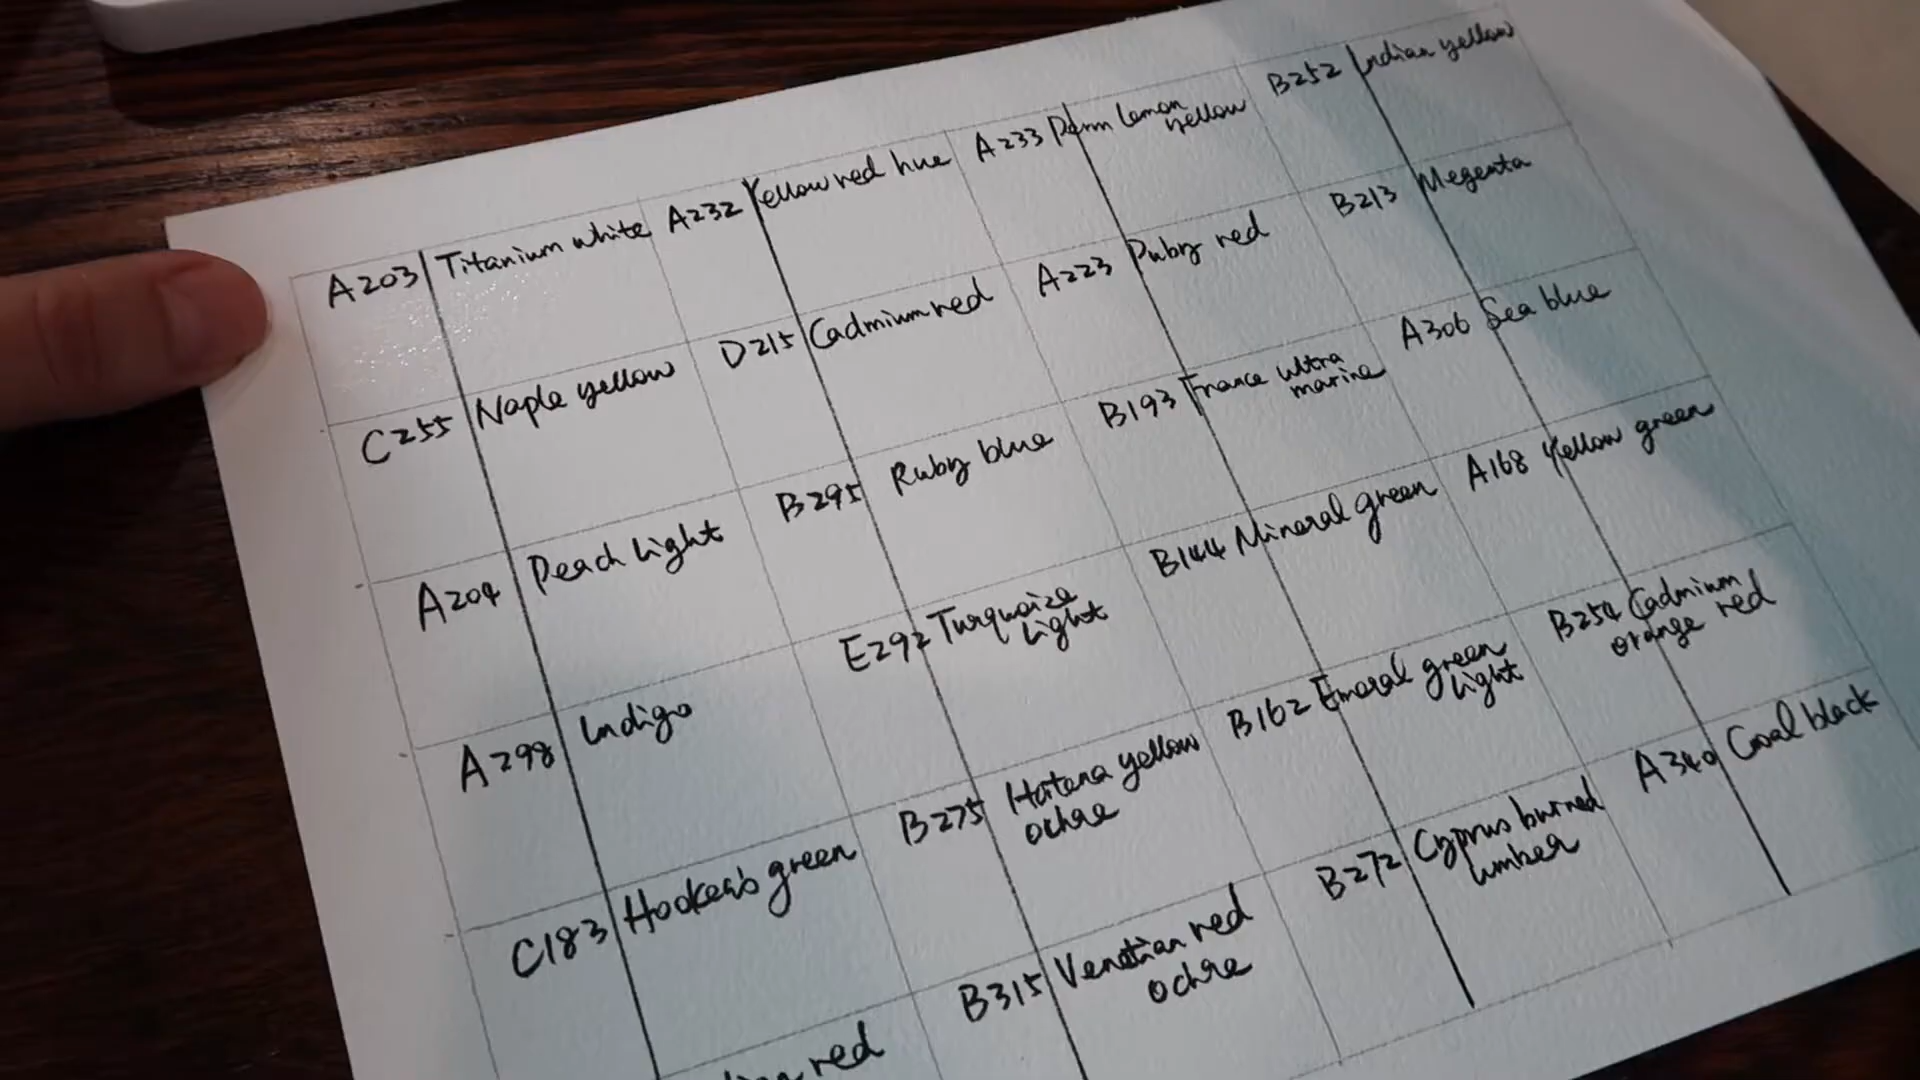 A203 Titanium white A232 Yellow red hue A233 Perm Lemon yellow B252 Indian yellow
C255 Naple yellow D215 Cadmium red A223 Ruby red B213 Megenta
A204 Peach light B295 Ruby blue B193 France ultra marine A306 Sea blue
A298 Indigo E292 Turquoize light B144 Mineral green A168 Yellow green
C183 Hooker's green B275 Hatena yellow ochre B162 Emeral green light B254 Cadmium orange red
red B315 Venetian red ochre B272 Cyprus burned umber A340 Coal black